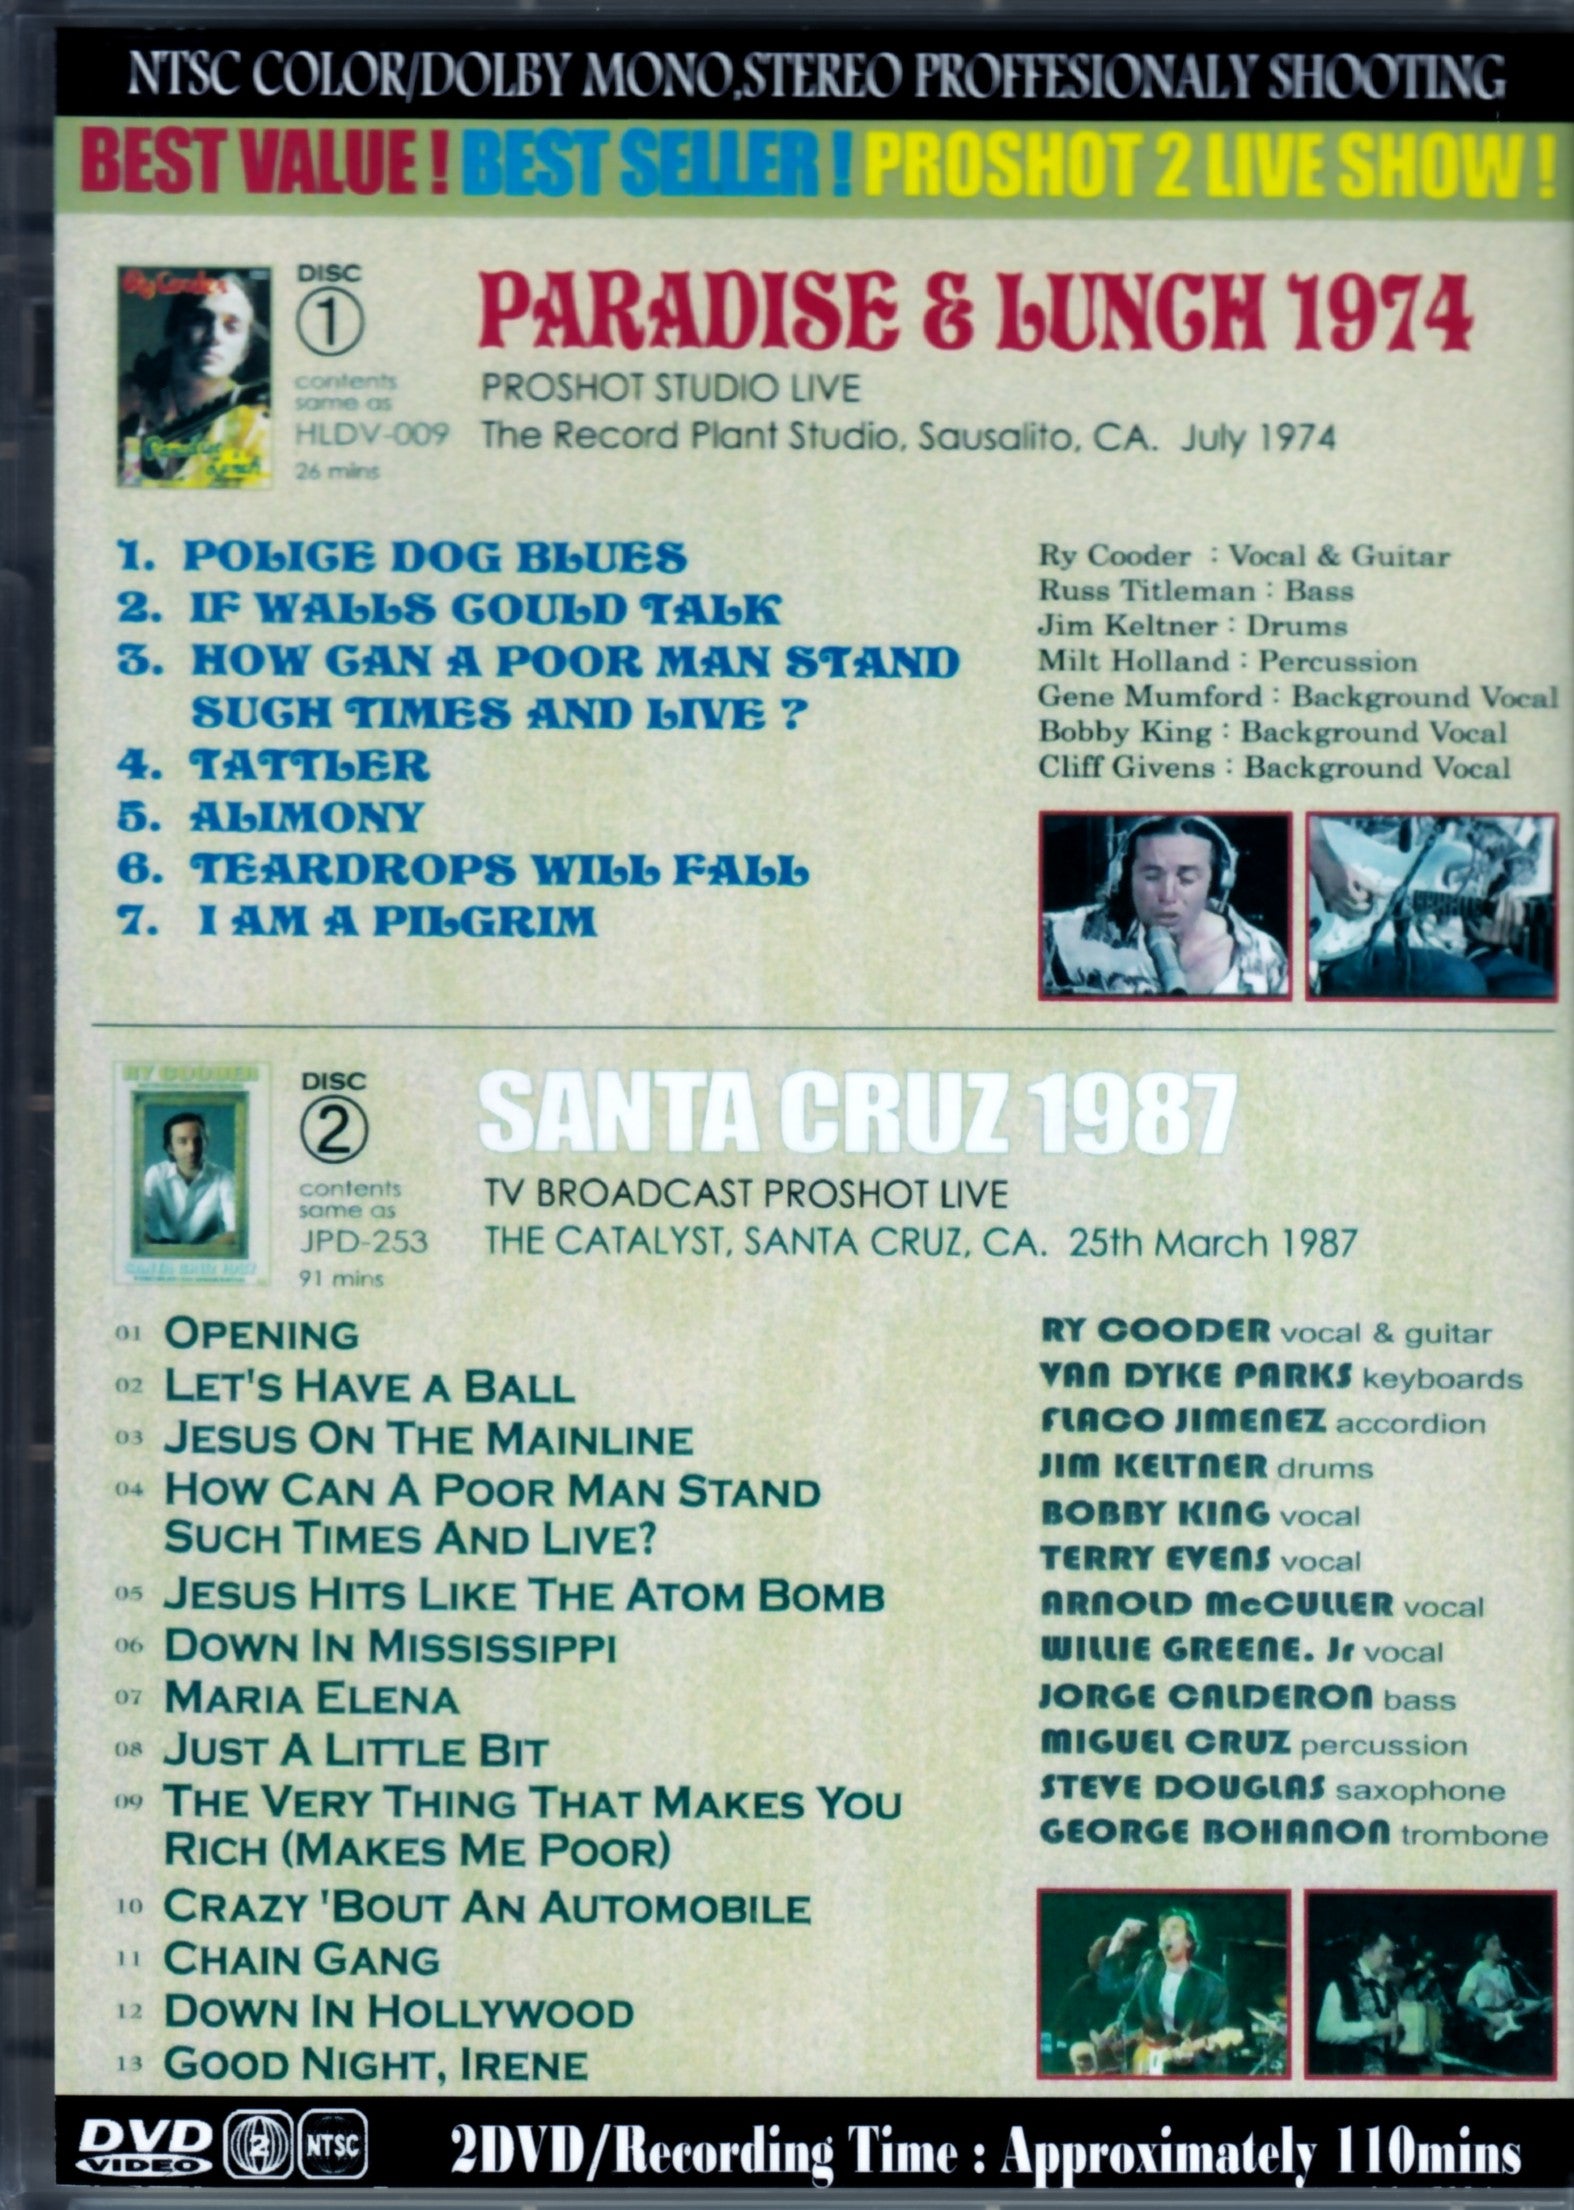 NTSC COLOR/DOLBY MONO,STEREO PROFFESIONALY SHOOTING
BEST VALUE ! BEST SELLER ! PROSHOT 2 LIVE SHOW !
Ry Cooder
Paradise
Lunch
DISC
1
contents
same as
HLDV-009
26 mins
PARADISE & LUNCH 1974
PROSHOT STUDIO LIVE
The Record Plant Studio, Sausalito, CA. July 1974
1. POLICE DOG BLUES
2. IF WALLS COULD TALK
3. HOW CAN A POOR MAN STAND
SUCH TIMES AND LIVE ?
4. TATTLER
5. ALIMONY
6. TEARDROPS WILL FALL
7. I AM A PILGRIM
Ry Cooder : Vocal & Guitar
Russ Titleman : Bass
Jim Keltner : Drums
Milt Holland : Percussion
Gene Mumford : Background Vocal
Bobby King : Background Vocal
Cliff Givens : Background Vocal
RY COODER
SANTA CRUZ 1987
DISC
2
contents
same as
JPD-253
91 mins
SANTA CRUZ 1987
TV BROADCAST PROSHOT LIVE
THE CATALYST, SANTA CRUZ, CA. 25th March 1987
01 OPENING
02 LET'S HAVE A BALL
03 JESUS ON THE MAINLINE
04 HOW CAN A POOR MAN STAND
SUCH TIMES AND LIVE?
05 JESUS HITS LIKE THE ATOM BOMB
06 DOWN IN MISSISSIPPI
07 MARIA ELENA
08 JUST A LITTLE BIT
09 THE VERY THING THAT MAKES YOU
RICH (MAKES ME POOR)
10 CRAZY 'BOUT AN AUTOMOBILE
11 CHAIN GANG
12 DOWN IN HOLLYWOOD
13 GOOD NIGHT, IRENE
RY COODER vocal & guitar
VAN DYKE PARKS keyboards
FLACO JIMENEZ accordion
JIM KELTNER drums
BOBBY KING vocal
TERRY EVENS vocal
ARNOLD McCULLER vocal
WILLIE GREENE. Jr vocal
JORGE CALDERON bass
MIGUEL CRUZ percussion
STEVE DOUGLAS saxophone
GEORGE BOHANON trombone
DVD VIDEO 2 NTSC
2DVD/Recording Time : Approximately 110mins